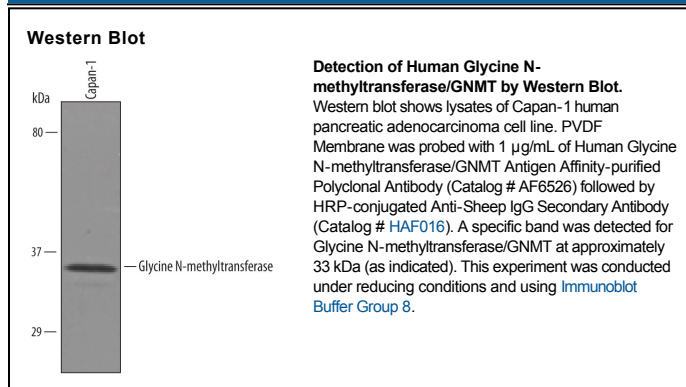 Western Blot
kDa
Capan-1
80
37
Glycine N-methyltransferase
29
Detection of Human Glycine N-
methyltransferase/GNMT by Western Blot.
Western blot shows lysates of Capan-1 human
pancreatic adenocarcinoma cell line. PVDF
Membrane was probed with 1 µg/mL of Human Glycine
N-methyltransferase/GNMT Antigen Affinity-purified
Polyclonal Antibody (Catalog # AF6526) followed by
HRP-conjugated Anti-Sheep IgG Secondary Antibody
(Catalog # HAF016). A specific band was detected for
Glycine N-methyltransferase/GNMT at approximately
33 kDa (as indicated). This experiment was conducted
under reducing conditions and using Immunoblot
Buffer Group 8.